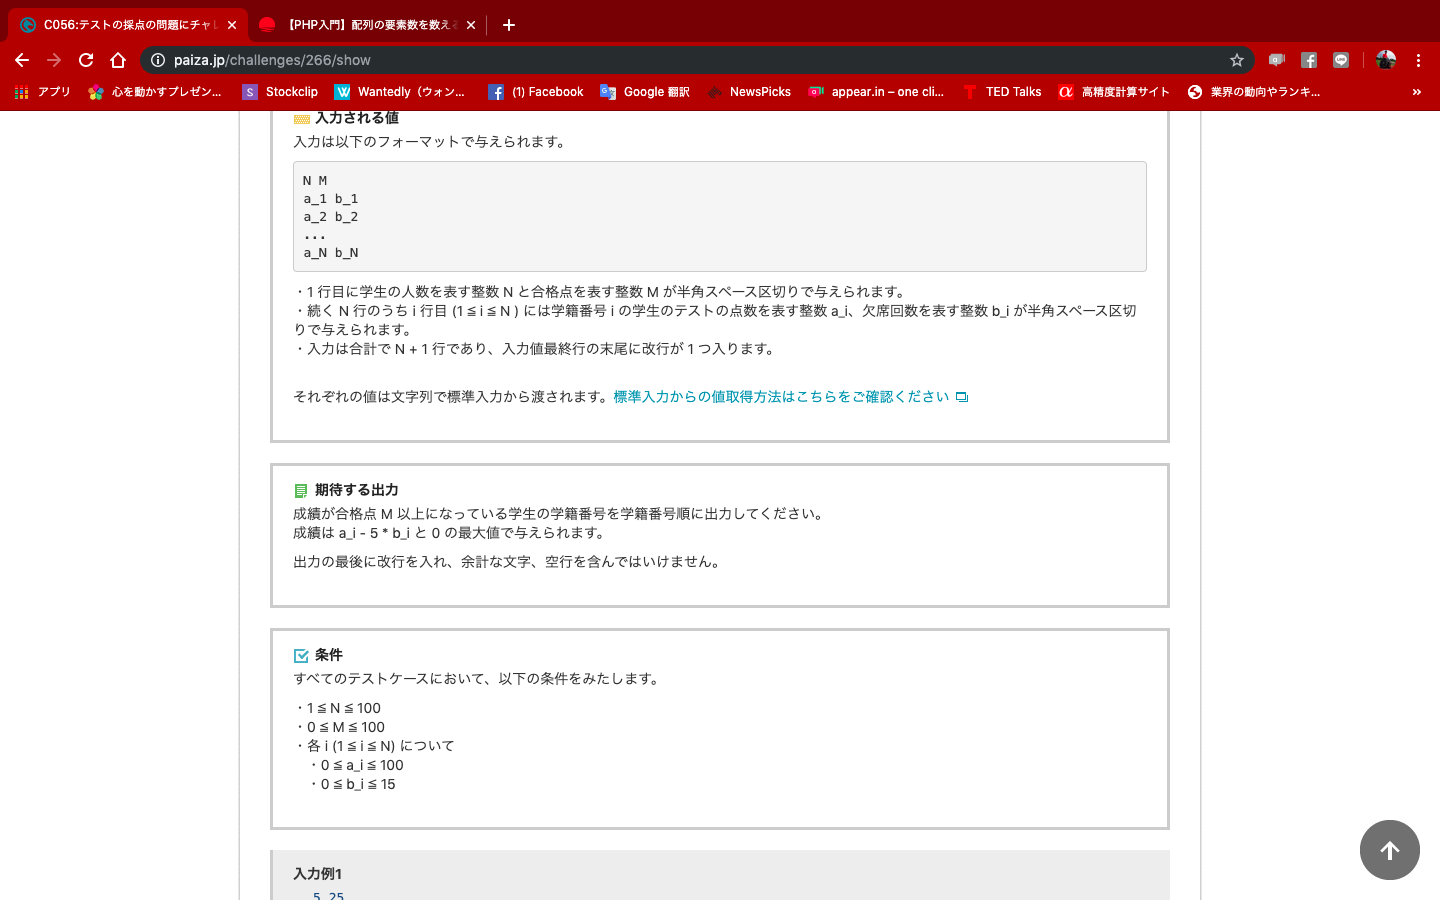 C056:テストの採点の問題にチャレ
【PHP入門】配列の要素数を数え
paiza.jp/challenges/266/show
アプリ
心を動かすプレゼン...
Stockclip
Wantedly（ウォン...
(1) Facebook
Google 翻訳
NewsPicks
appear.in – one cli...
TED Talks
高精度計算サイト
業界の動向やランキ...
»
入力される値
入力は以下のフォーマットで与えられます。
N M
a_1 b_1
a_2 b_2
...
a_N b_N
・1 行目に学生の人数を表す整数 N と合格点を表す整数 M が半角スペース区切りで与えられます。
・続く N 行のうち i 行目 (1 ≦ i ≦ N ) には学籍番号 i の学生のテストの点数を表す整数 a_i、欠席回数を表す整数 b_i が半角スペース区切
りで与えられます。
・入力は合計で N + 1 行であり、入力値最終行の末尾に改行が 1 つ入ります。
それぞれの値は文字列で標準入力から渡されます。標準入力からの値取得方法はこちらをご確認ください
期待する出力
成績が合格点 M 以上になっている学生の学籍番号を学籍番号順に出力してください。
成績は a_i - 5 * b_i と 0 の最大値で与えられます。
出力の最後に改行を入れ、余計な文字、空行を含んではいけません。
条件
すべてのテストケースにおいて、以下の条件をみたします。
・1 ≦ N ≦ 100
・0 ≦ M ≦ 100
・各 i (1 ≦ i ≦ N) について
・0 ≦ a_i ≦ 100
・0 ≦ b_i ≦ 15
入力例1
5 25